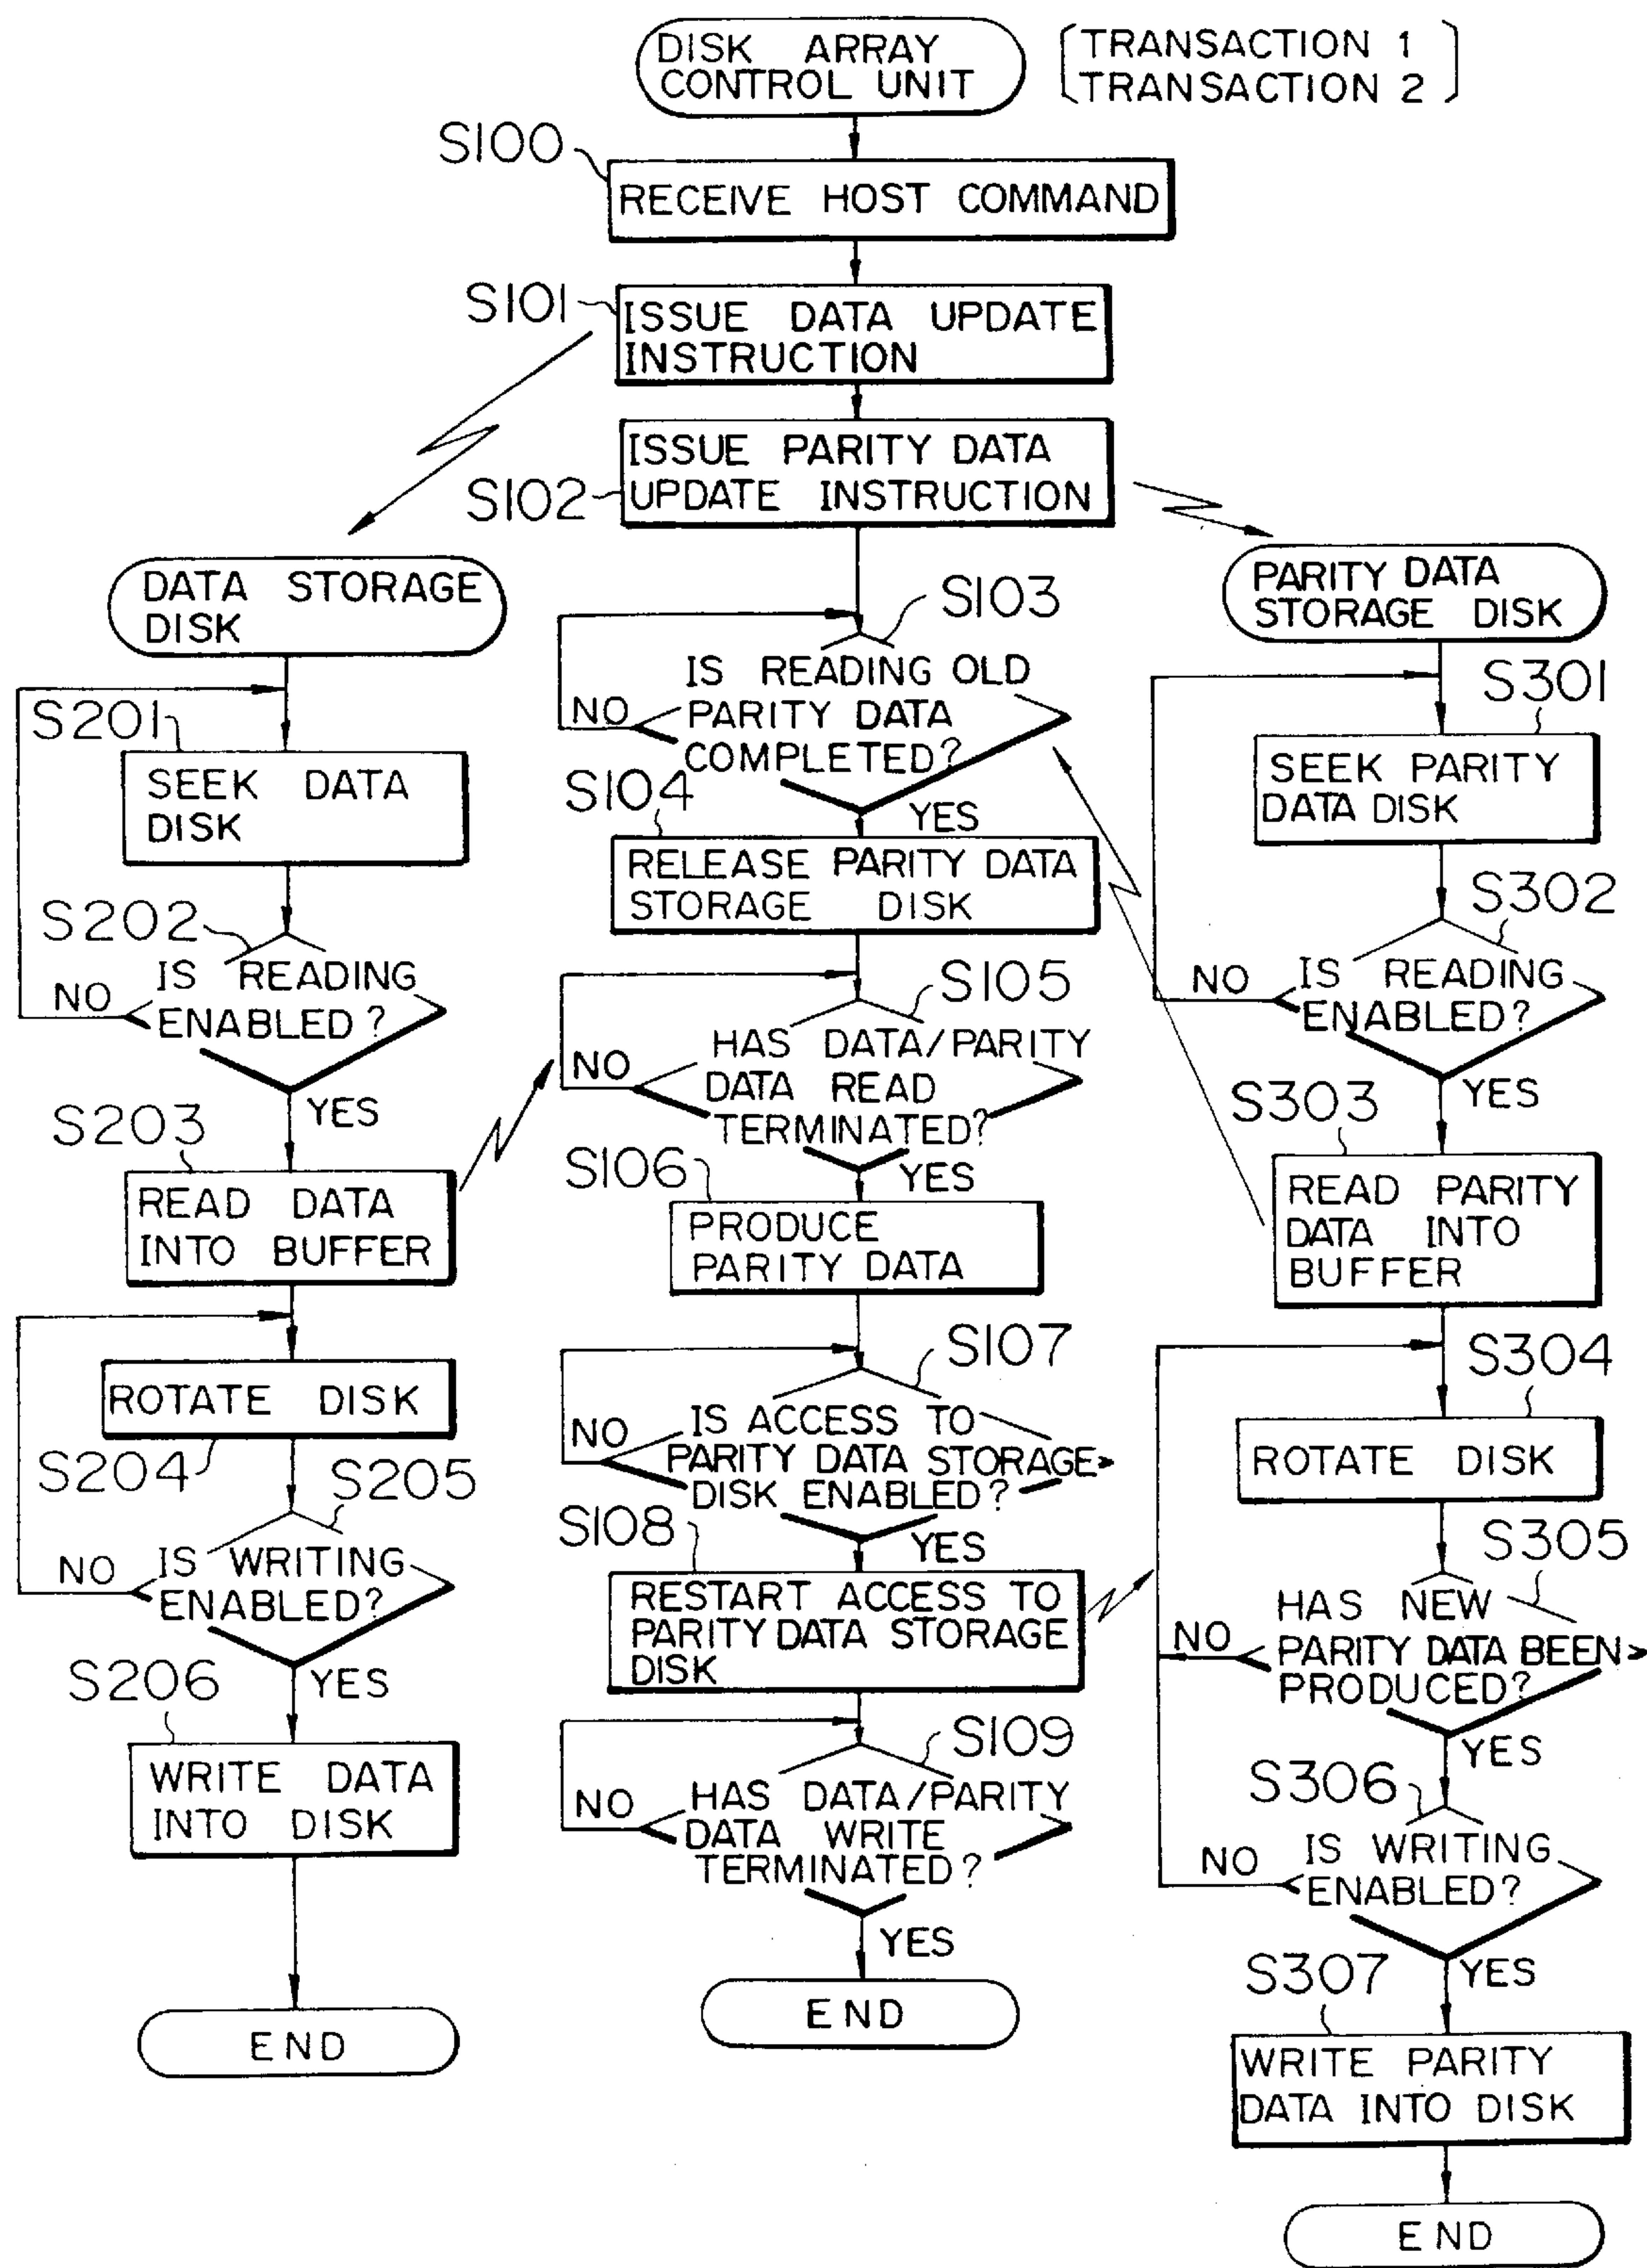 DISK ARRAY
CONTROL UNIT
TRANSACTION 1
TRANSACTION 2
S100
RECEIVE HOST COMMAND
S101
ISSUE DATA UPDATE
INSTRUCTION
S102
ISSUE PARITY DATA
UPDATE INSTRUCTION
DATA STORAGE
DISK
S201
SEEK DATA
DISK
S202
IS READING
ENABLED?
NO
YES
S203
READ DATA
INTO BUFFER
ROTATE DISK
S204
S205
IS WRITING
ENABLED?
NO
YES
S206
WRITE DATA
INTO DISK
END
S103
IS READING OLD
PARITY DATA
COMPLETED?
NO
YES
S104
RELEASE PARITY DATA
STORAGE DISK
S105
HAS DATA/PARITY
DATA READ
TERMINATED?
NO
YES
S106
PRODUCE
PARITY DATA
S107
IS ACCESS TO
PARITY DATA STORAGE
DISK ENABLED?
NO
YES
S108
RESTART ACCESS TO
PARITY DATA STORAGE
DISK
S109
HAS DATA/PARITY
DATA WRITE
TERMINATED?
NO
YES
END
PARITY DATA
STORAGE DISK
S301
SEEK PARITY
DATA DISK
S302
IS READING
ENABLED?
NO
YES
S303
READ PARITY
DATA INTO
BUFFER
S304
ROTATE DISK
S305
HAS NEW
PARITY DATA BEEN
PRODUCED?
NO
YES
S306
IS WRITING
ENABLED?
NO
YES
S307
WRITE PARITY
DATA INTO DISK
END